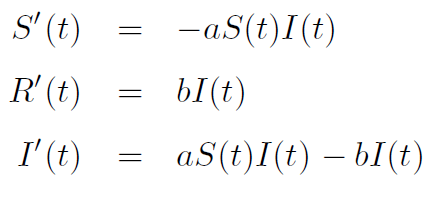 S′(t) = −aS(t)I(t)
R′(t) = bI(t)
I′(t) = aS(t)I(t) − bI(t)